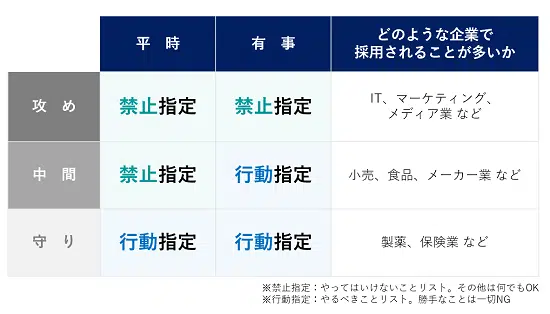 平 時
有 事
どのような企業で
採用されることが多いか
攻 め
禁止指定
禁止指定
IT、マーケティング、
メディア業 など
中 間
禁止指定
行動指定
小売、食品、メーカー業 など
守 り
行動指定
行動指定
製薬、保険業 など
※禁止指定：やってはいけないことリスト。その他は何でもOK
※行動指定：やるべきことリスト。勝手なことは一切NG